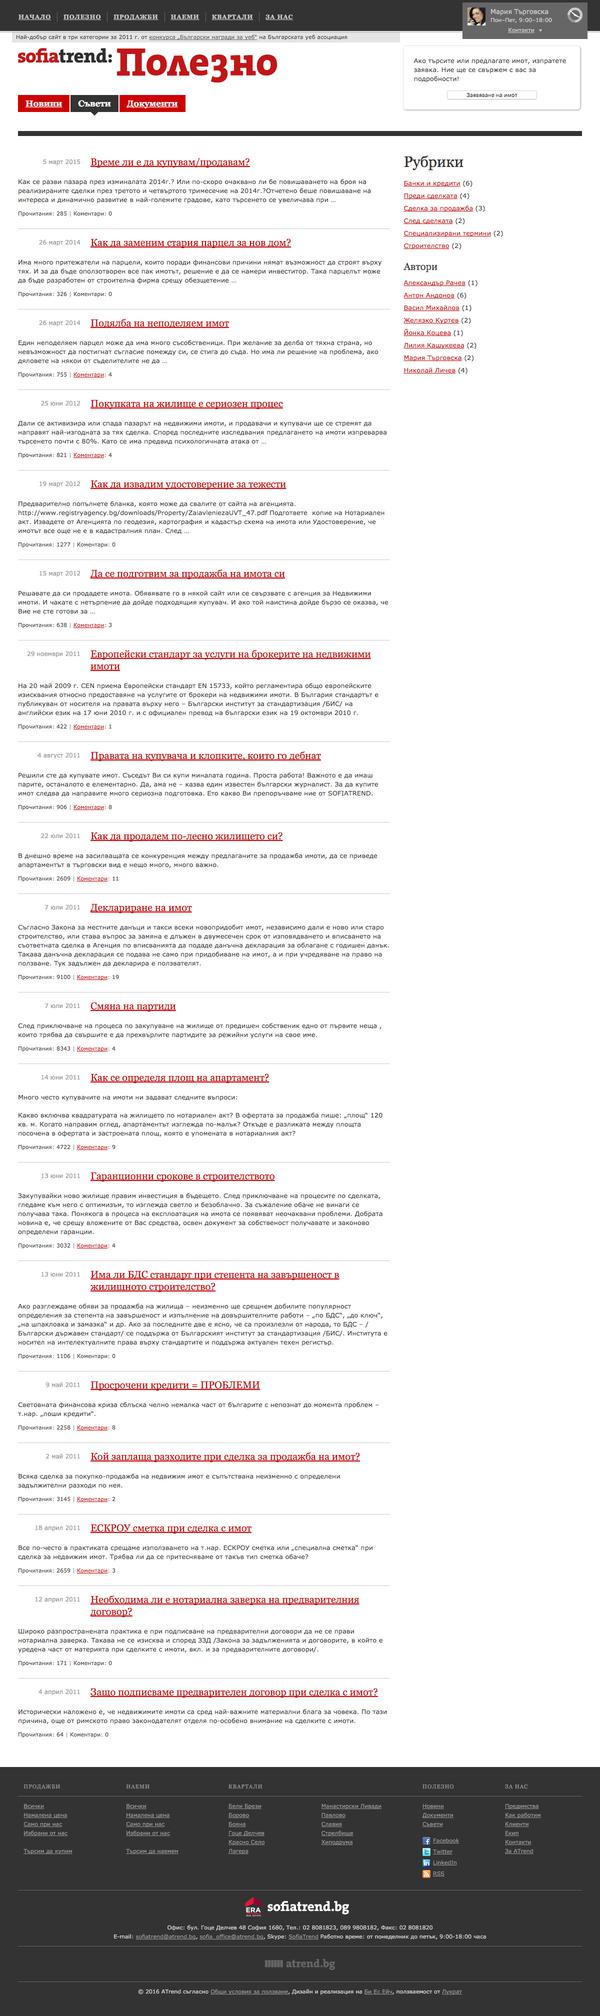 НАЧАЛО ПОЛЕЗНО ПРОДАЖБИ НАЕМИ КВАРТАЛИ ЗА НАС
Мария Търговска
Пон-Пет, 9:00-18:00
Контакти
Най-добър сайт в три категории за 2011 г. от конкурса „Български награди за уеб" на Българската уеб асоциация
sofiatrend: Полезно
Ако търсите или предлагате имот, изпратете
заявка. Ние ще се свържем с вас за
подробности!
Заявяване на имот
Новини Съвети Документи
5 март 2015 Време ли е да купувам/продавам?
Как се разви пазара през изминалата 2014г.? Или по-скоро очаквано ли бе повишаването на броя на
реализираните сделки през третото и четвъртото тримесечие на 2014г.?Отчетено беше повишаване на
интереса и динамично развитие в най-големите градове, като търсенето се увеличава при ...
Прочитания: 285 | Коментари: 0
26 март 2014 Как да заменим стария парцел за нов дом?
Има много притежатели на парцели, които поради финансови причини нямат възможност да строят върху
тях. И за да бъде оползотворен все пак имотът, решение е да се намери инвеститор. Така парцелът може
да бъде разработен от строителна фирма срещу обезщетение ...
Прочитания: 326 | Коментари: 0
26 март 2014 Подялба на неподеляем имот
Един неподеляем парцел може да има много съсобственици. При желание за делба от тяхна страна, но
невъзможност да постигнат съгласие помежду си, се стига до съда. Но има ли решение на проблема, ако
дяловете на някои от съделителите не да ...
Прочитания: 755 | Коментари: 4
25 юни 2012 Покупката на жилище е сериозен процес
Дали се активизира или спада пазарът на недвижими имоти, и продавачи и купувачи ще се стремят да
направят най-изгодната за тях сделка. Според последните изследвания предлагането на имоти изпреварва
търсенето почти с 80%. Като се има предвид психологичната атака от ...
Прочитания: 821 | Коментари: 4
19 март 2012 Как да извадим удостоверение за тежести
Предварително попълнете бланка, която може да свалите от сайта на агенцията.
http://www.registryagency.bg/downloads/Property/ZaiavlieniezaUVT_47.pdf Подгответе копие на Нотариален
акт. Извадете от Агенцията по геодезия, картография и кадастър схема на имота или Удостоверение, че
имотът все още не е в кадастралния план. След ...
Прочитания: 1277 | Коментари: 0
15 март 2012 Да се подготвим за продажба на имота си
Решавате да си продадете имота. Обявявате го в някой сайт или се свързвате с агенция за Недвижими
имоти. И чакате с нетърпение да дойде подходящия купувач. И ако той наистина дойде бързо се оказва, че
Вие не сте готови за ...
Прочитания: 638 | Коментари: 3
29 ноември 2011 Европейски стандарт за услуги на брокерите на недвижими
имоти
На 20 май 2009 г. CEN приема Европейски стандарт EN 15733, който регламентира общо европейските
изисквания относно предоставяне на услугите от брокери на недвижими имоти. В България стандартът е
публикуван от носителя на правата върху него – Български институт за стандартизация /БИС/ на
английски език на 17 юни 2010 г. и с официален превод на български език на 19 октомври 2010 г.
Прочитания: 422 | Коментари: 1
4 август 2011 Правата на купувача и клопките, които го дебнат
Решили сте да купувате имот. Съседът Ви си купи миналата година. Проста работа! Важното е да имаш
парите, останалото е елементарно. Да, ама не – казва един известен български журналист. За да купите
имот следва да направите много сериозна подготовка. Ето какво Ви препоръчваме ние от SOFIATREND.
Прочитания: 906 | Коментари: 8
22 юли 2011 Как да продадем по-лесно жилището си?
В днешно време на засилващата се конкуренция между предлаганите за продажба имоти, да се приведе
апартаментът в търговски вид е нещо много, много важно.
Прочитания: 2609 | Коментари: 11
7 юли 2011 Деклариране на имот
Съгласно Закона за местните данъци и такси всеки новопридобит имот, независимо дали е ново или старо
строителство, или става въпрос за замяна е длъжен в двумесечен срок от изповядването и вписването на
съответната сделка в Агенция по вписванията да подаде данъчна декларация за облагане с годишен данък.
Такава данъчна декларация се подава не само при придобиване на имот, а и при учредяване на право на
ползване. Тук задължен да декларира е ползвателят.
Прочитания: 9100 | Коментари: 19
7 юли 2011 Смяна на партиди
След приключване на процеса по закупуване на жилище от предишен собственик едно от първите неща ,
които трябва да свършите е да прехвърлите партидите за режийни услуги на свое име.
Прочитания: 8343 | Коментари: 4
14 юни 2011 Как се определя площ на апартамент?
Много често купувачите на имоти ни задават следните въпроси:
Какво включва квадратурата на жилището по нотариален акт? В офертата за продажба пише: „площ" 120
кв. м. Когато направим оглед, апартаментът изглежда по-малък? Откъде е разликата между площта
посочена в офертата и застроената площ, която е упомената в нотариалния акт?
Прочитания: 4722 | Коментари: 9
13 юни 2011 Гаранционни срокове в строителството
Закупувайки ново жилище правим инвестиция в бъдещето. След приключване на процесите по сделката,
гледаме към него с оптимизъм, то изглежда светло и безоблачно. За съжаление обаче не винаги се
получава така. Понякога в процеса на експлоатация на имота се появяват неочаквани проблеми. Добрата
новина е, че срещу вложените от Вас средства, освен документ за собственост получавате и законово
определени гаранции.
Прочитания: 3032 | Коментари: 4
13 юни 2011 Има ли БДС стандарт при степента на завършеност в
жилищното строителство?
Ако разглеждаме обяви за продажба на жилища – неизменно ще срещнем добилите популярност
определения за степента на завършеност и изпълнение на довършителните работи – „по БДС", „до ключ",
„на шпакловка и замазка" и др. Ако за последните две е ясно, че са произлезли от народа, то БДС – /
Български държавен стандарт/ се поддържа от Българският институт за стандартизация /БИС/. Института е
носител на интелектуалните права върху стандартите и поддържа актуален техен регистър.
Прочитания: 1106 | Коментари: 0
9 май 2011 Просрочени кредити = ПРОБЛЕМИ
Световната финансова криза сблъска челно немалка част от българите с непознат до момента проблем –
т.нар. „лоши кредити".
Прочитания: 2258 | Коментари: 8
2 май 2011 Кой заплаща разходите при сделка за продажба на имот?
Всяка сделка за покупко-продажба на недвижим имот е съпътствана неизменно с определени
задължителни разходи по нея.
Прочитания: 3145 | Коментари: 2
18 април 2011 ЕСКРОУ сметка при сделка с имот
Все по-често в практиката срещаме използването на т.нар. ЕСКРОУ сметка или „специална сметка" при
сделка за недвижим имот. Трябва ли да се притесняваме от такъв тип сметка обаче?
Прочитания: 2659 | Коментари: 3
12 април 2011 Необходима ли е нотариална заверка на предварителния
договор?
Широко разпространената практика е при подписване на предварителни договори да не се прави
нотариална заверка. Такава не се изисква и според ЗЗД /Закона за задълженията и договорите, в който е
уредена част от материята при сделките с имоти, вкл. и за предварителните договори/.
Прочитания: 171 | Коментари: 0
4 април 2011 Защо подписваме предварителен договор при сделка с имот?
Исторически наложено е, че недвижимите имоти са сред най-важните материални блага за човека. По тази
причина, още от римското право законодателят отделя по-особено внимание на сделките с имоти.
Прочитания: 64 | Коментари: 0
Рубрики
Банки и кредити (6)
Преди сделката (4)
Сделка за продажба (3)
След сделката (2)
Специализирани термини (2)
Строителство (2)
Автори
Александър Рачев (1)
Антон Андонов (6)
Васил Михайлов (1)
Желязко Куртев (2)
Йонка Коцева (1)
Лилия Кашукеева (2)
Мария Търговска (2)
Николай Личев (4)
ПРОДАЖБИ НАЕМИ КВАРТАЛИ ПОЛЕЗНО ЗА НАС
Всички Всички Бели Брези Манастирски Ливади Новини Предимства
Намалена цена Намалена цена Борово Павлово Документи Как работим
Само при нас Само при нас Бояна Славия Съвети Клиенти
Избрани от нас Избрани от нас Гоце Делчев Стрелбище Екип
Красно Село Хиподрума Facebook Контакти
Търсим да купим Търсим да наемем Лагера Twitter За ATrend
LinkedIn
RSS
ERA sofiatrend.bg
Офис: бул. Гоце Делчев 48 София 1680, Тел.: 02 8081823, 089 9808182, Факс: 02 8081820
E-mail: sofiatrend@atrend.bg, sofia_office@atrend.bg, Skype: SofiaTrend Работно време: от понеделник до петък, 9:00-18:00 часа
atrend.bg
© 2016 ATrend съгласно Общи условия за ползване, Дизайн и реализация на Би Ес Ейч, ползваемост от Лукрат